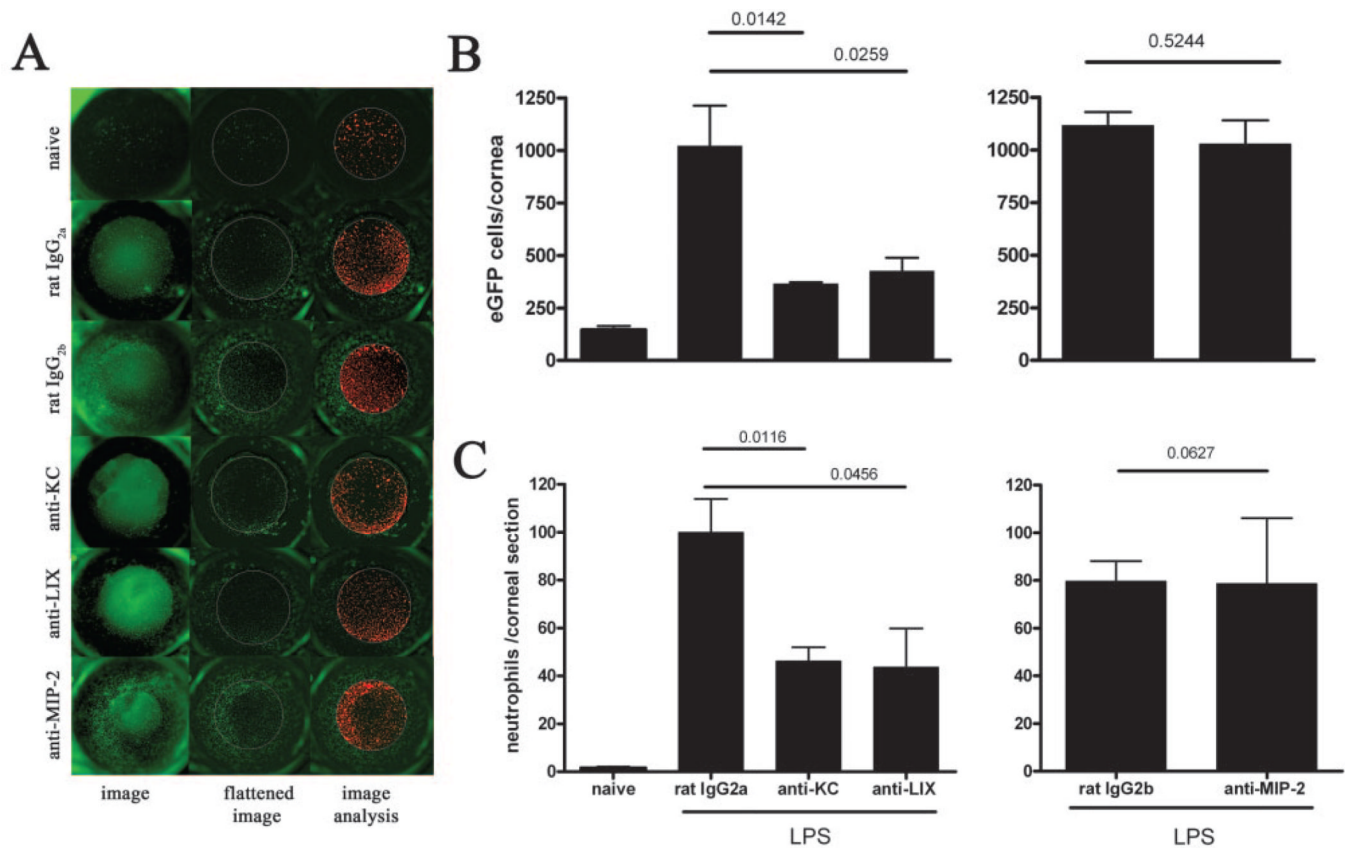 A
naive
rat IgG2a
rat IgG2b
anti-KC
anti-LIX
anti-MIP-2
image
flattened
image
image
analysis
B
0.0142
0.0259
eGFP cells/cornea
1250
1000
750
500
250
0
0.5244
1250
1000
750
500
250
0
C
0.0116
0.0456
neutrophils /corneal section
120
100
80
60
40
20
0
naive rat IgG2a anti-KC anti-LIX
LPS
0.0627
120
100
80
60
40
20
0
rat IgG2b anti-MIP-2
LPS